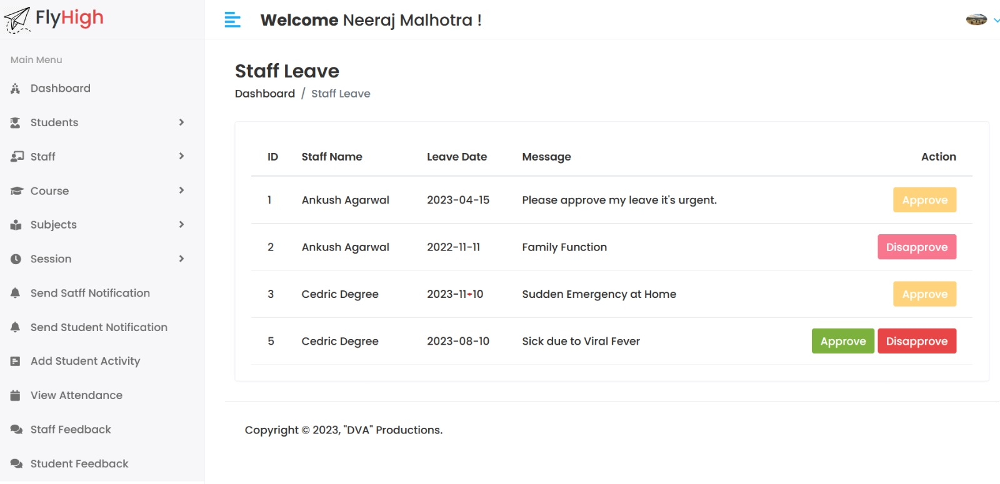 FlyHigh
Welcome Neeraj Malhotra !
Main Menu
Dashboard
Students
Staff
Course
Subjects
Session
Send Satff Notification
Send Student Notification
Add Student Activity
View Attendance
Staff Feedback
Student Feedback
Staff Leave
Dashboard / Staff Leave
ID Staff Name Leave Date Message Action
1 Ankush Agarwal 2023-04-15 Please approve my leave it's urgent. Approve
2 Ankush Agarwal 2022-11-11 Family Function Disapprove
3 Cedric Degree 2023-11-10 Sudden Emergency at Home Approve
5 Cedric Degree 2023-08-10 Sick due to Viral Fever Approve Disapprove
Copyright © 2023, "DVA" Productions.